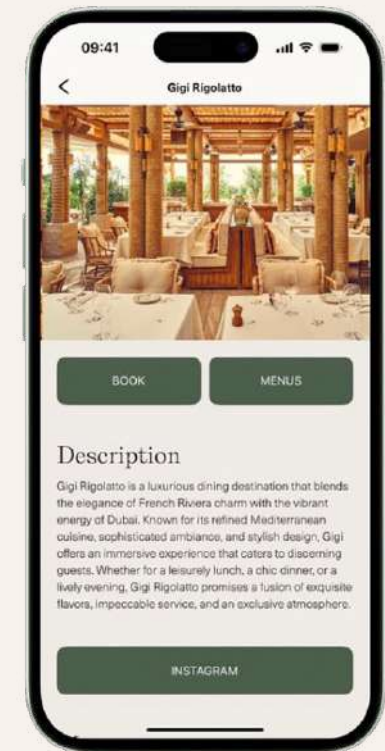 09:41
Gigi Rigolatto
BOOK
MENUS
Description
Gigi Rigolatto is a luxurious dining destination that blends
the elegance of French Riviera charm with the vibrant
energy of Dubai. Known for its refined Mediterranean
cuisine, sophisticated ambiance, and stylish design, Gigi
offers an immersive experience that caters to discerning
guests. Whether for a leisurely lunch, a chic dinner, or a
lively evening, Gigi Rigolatto promises a fusion of exquisite
flavors, impeccable service, and an exclusive atmosphere.
INSTAGRAM